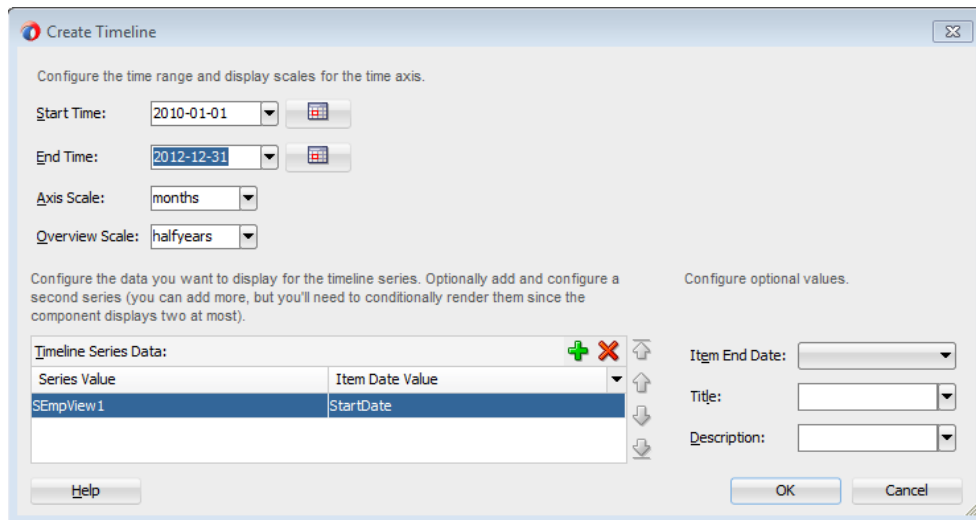 Create Timeline
Configure the time range and display scales for the time axis.
Start Time: 2010-01-01
End Time: 2012-12-31
Axis Scale: months
Overview Scale: halfyears
Configure the data you want to display for the timeline series. Optionally add and configure a
second series (you can add more, but you'll need to conditionally render them since the
component displays two at most).
Timeline Series Data:
Series Value Item Date Value
SEmpView1 StartDate
Configure optional values.
Item End Date:
Title:
Description:
Help OK Cancel